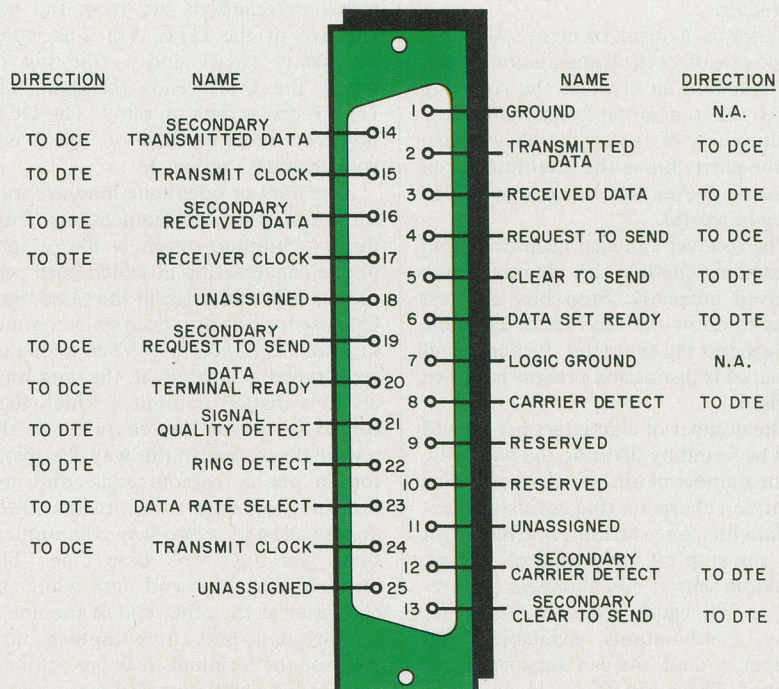 DIRECTION NAME
TO DCE SECONDARY TRANSMITTED DATA 14
TO DTE TRANSMIT CLOCK 15
TO DTE SECONDARY RECEIVED DATA 16
TO DTE RECEIVER CLOCK 17
UNASSIGNED 18
TO DCE SECONDARY REQUEST TO SEND 19
TO DCE DATA TERMINAL READY 20
TO DTE SIGNAL QUALITY DETECT 21
TO DTE RING DETECT 22
TO DTE DATA RATE SELECT 23
TO DCE TRANSMIT CLOCK 24
UNASSIGNED 25
NAME DIRECTION
1 GROUND N.A.
2 TRANSMITTED DATA TO DCE
3 RECEIVED DATA TO DTE
4 REQUEST TO SEND TO DCE
5 CLEAR TO SEND TO DTE
6 DATA SET READY TO DTE
7 LOGIC GROUND N.A.
8 CARRIER DETECT TO DTE
9 RESERVED
10 RESERVED
11 UNASSIGNED
12 SECONDARY CARRIER DETECT TO DTE
13 SECONDARY CLEAR TO SEND TO DTE